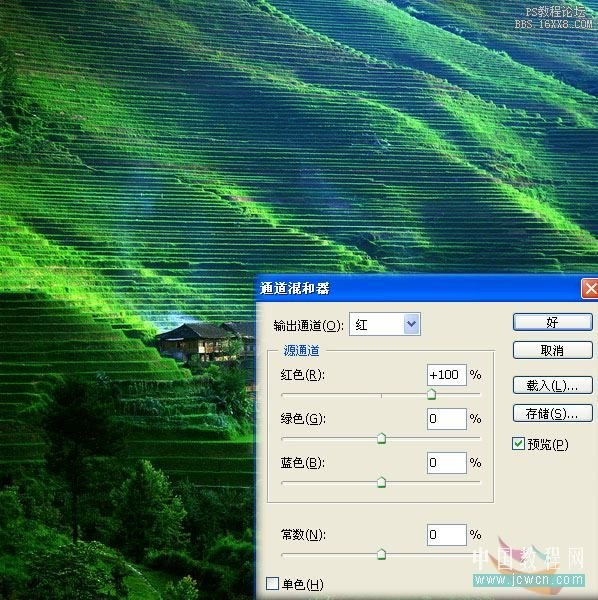 PS教程论坛
BBS.16XX8.COM
通道混和器
输出通道(O): 红
好
源通道
取消
红色(R): +100 %
载入(L)...
绿色(G): 0 %
存储(S)...
预览(P)
蓝色(B): 0 %
常数(N): 0 %
单色(H)
中国教程网
www.jcwcn.com